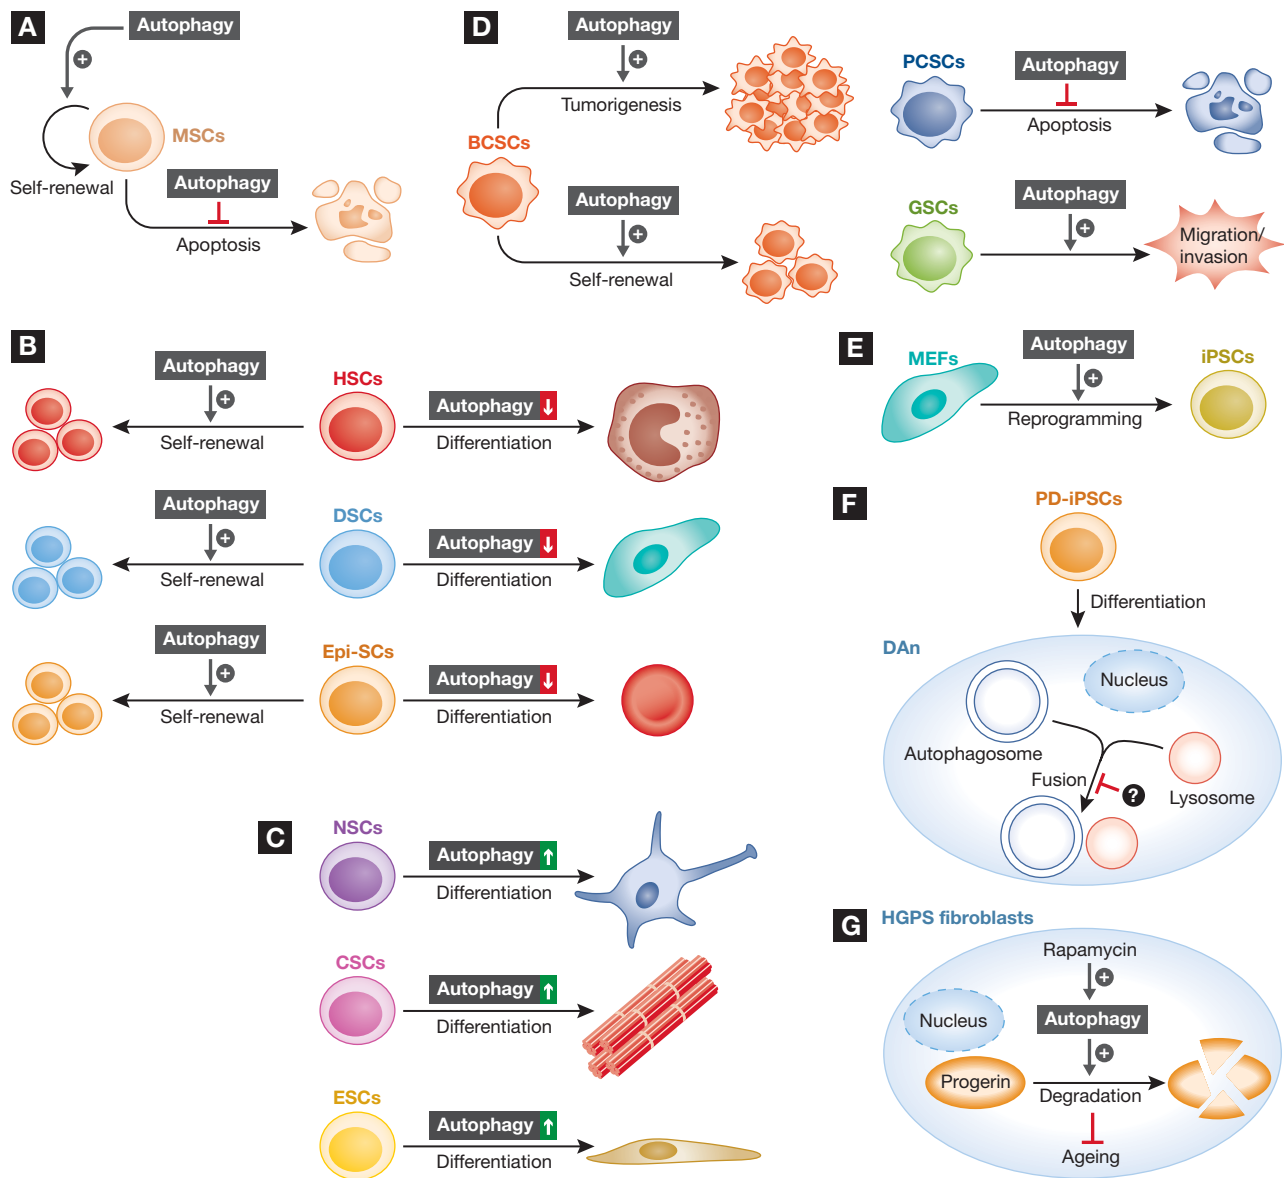 A
Autophagy
+
MSCs
Self-renewal
Autophagy
Apoptosis
D
Autophagy
+
Tumorigenesis
BCSCs
Autophagy
+
Self-renewal
PCSCs
Autophagy
Apoptosis
GSCs
Autophagy
+
Migration/
invasion
B
Autophagy
+
Self-renewal
HSCs
Autophagy ↓
Differentiation
Autophagy
+
Self-renewal
DSCs
Autophagy ↓
Differentiation
Autophagy
+
Self-renewal
Epi-SCs
Autophagy ↓
Differentiation
C
NSCs
Autophagy ↑
Differentiation
CSCs
Autophagy ↑
Differentiation
ESCs
Autophagy ↑
Differentiation
E
MEFs
Autophagy
+
Reprogramming
iPSCs
F
PD-iPSCs
Differentiation
DAn
Nucleus
Autophagosome
Fusion
?
Lysosome
G
HGPS fibroblasts
Rapamycin
+
Nucleus
Autophagy
+
Progerin
Degradation
Ageing